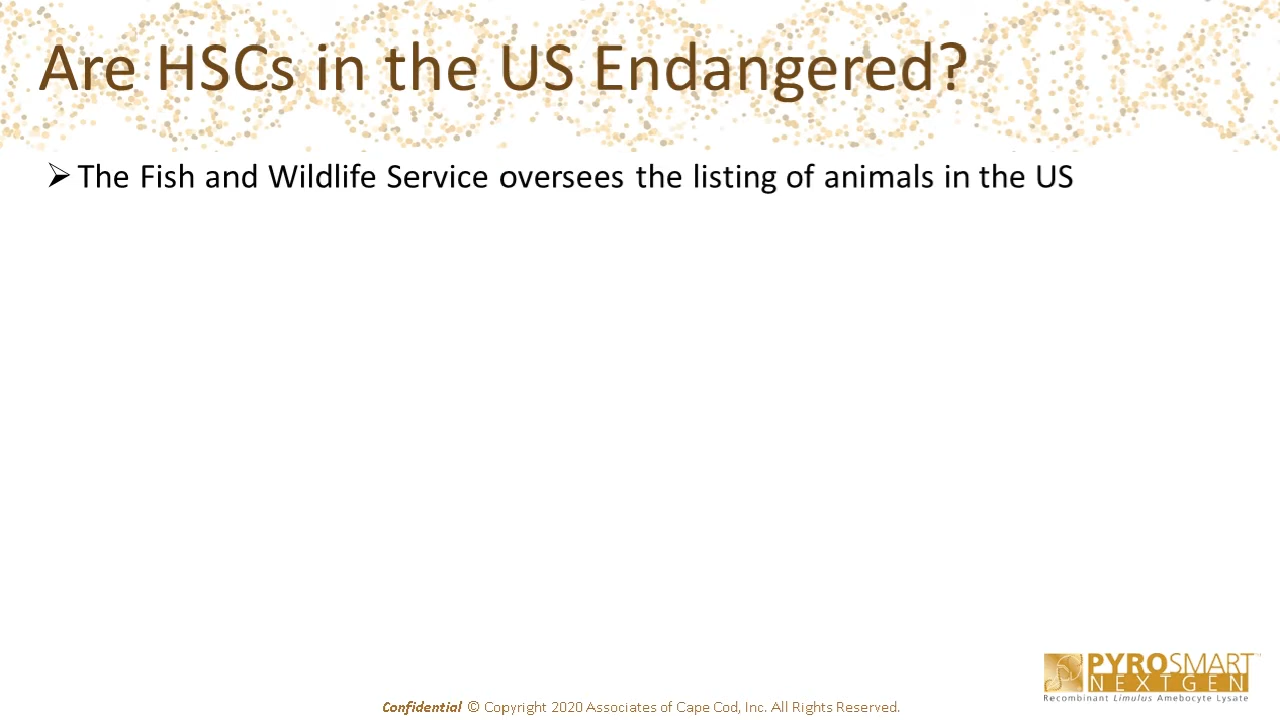 Are HSCs in the US Endangered?
➢ The Fish and Wildlife Service oversees the listing of animals in the US
PYROSMART™
NEXTGEN
Recombinant Limulus Amebocyte Lysate
Confidential © Copyright 2020 Associates of Cape Cod, Inc. All Rights Reserved.